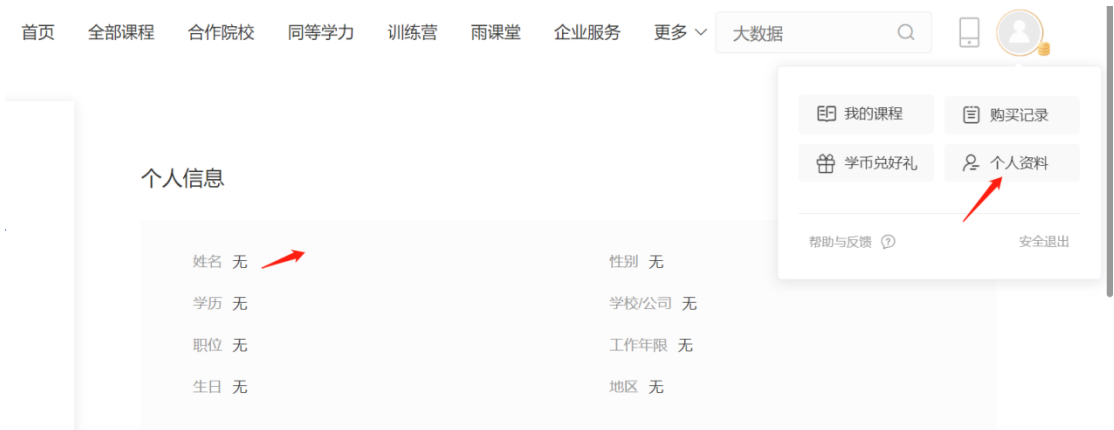 首页 全部课程 合作院校 同等学力 训练营 雨课堂 企业服务 更多 大数据
我的课程 购买记录
学币兑好礼 个人资料
帮助与反馈 安全退出
个人信息
姓名 无 性别 无
学历 无 学校/公司 无
职位 无 工作年限 无
生日 无 地区 无